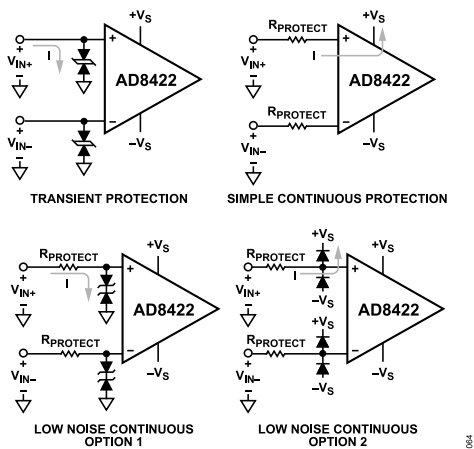 +VS
I
+
VIN+
+
–
AD8422
+
VIN–
–
–
–VS
TRANSIENT PROTECTION
+VS
RPROTECT
I
+
VIN+
+
–
AD8422
RPROTECT
+
VIN–
–
–
–VS
SIMPLE CONTINUOUS PROTECTION
+VS
RPROTECT
I
+
VIN+
+
–
AD8422
RPROTECT
+
VIN–
–
–
–VS
LOW NOISE CONTINUOUS
OPTION 1
+VS
+VS
RPROTECT
I
+
VIN+
+
–
–VS
+VS
AD8422
RPROTECT
+
VIN–
–
–
–VS
–VS
LOW NOISE CONTINUOUS
OPTION 2
064